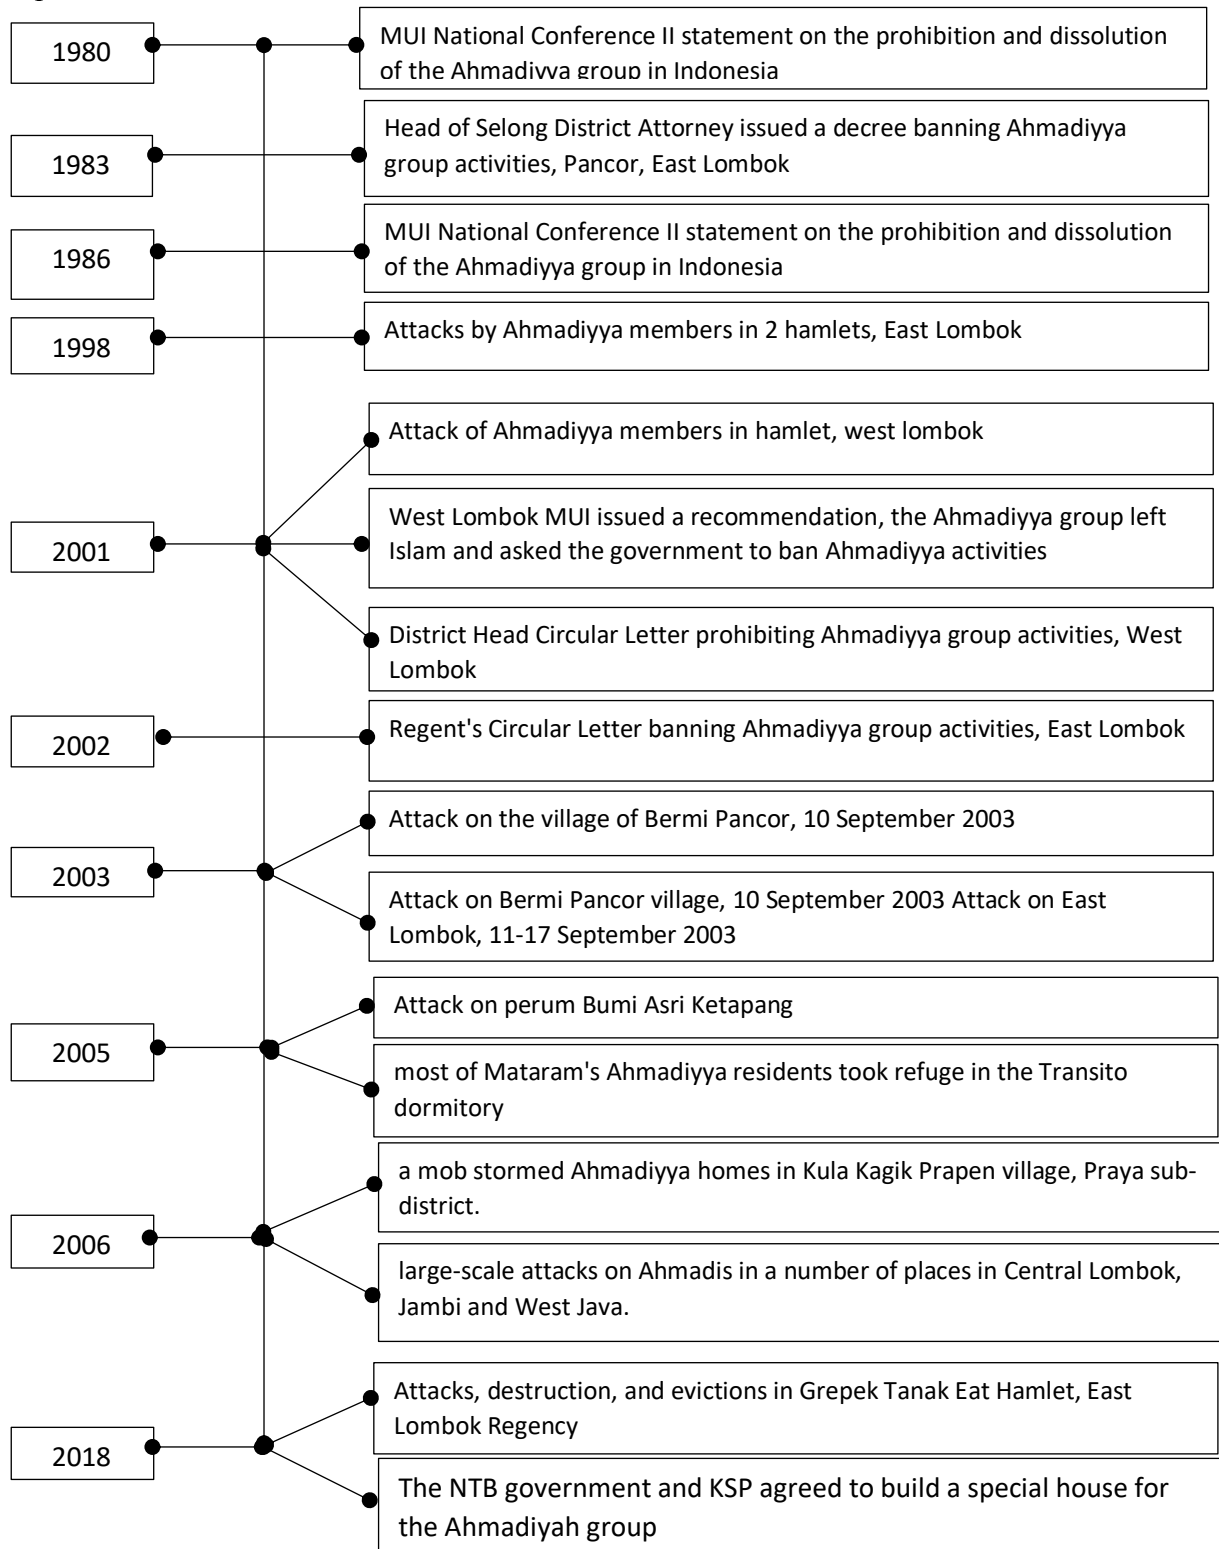 1980
MUI National Conference II statement on the prohibition and dissolution
of the Ahmadiyya group in Indonesia
1983
Head of Selong District Attorney issued a decree banning Ahmadiyya
group activities, Pancor, East Lombok
1986
MUI National Conference II statement on the prohibition and dissolution
of the Ahmadiyya group in Indonesia
1998
Attacks by Ahmadiyya members in 2 hamlets, East Lombok
2001
Attack of Ahmadiyya members in hamlet, west lombok
West Lombok MUI issued a recommendation, the Ahmadiyya group left
Islam and asked the government to ban Ahmadiyya activities
District Head Circular Letter prohibiting Ahmadiyya group activities, West
Lombok
2002
Regent's Circular Letter banning Ahmadiyya group activities, East Lombok
2003
Attack on the village of Bermi Pancor, 10 September 2003
Attack on Bermi Pancor village, 10 September 2003 Attack on East
Lombok, 11-17 September 2003
2005
Attack on perum Bumi Asri Ketapang
most of Mataram's Ahmadiyya residents took refuge in the Transito
dormitory
2006
a mob stormed Ahmadiyya homes in Kula Kagik Prapen village, Praya sub-
district.
large-scale attacks on Ahmadis in a number of places in Central Lombok,
Jambi and West Java.
2018
Attacks, destruction, and evictions in Grepek Tanak Eat Hamlet, East
Lombok Regency
The NTB government and KSP agreed to build a special house for
the Ahmadiyah group